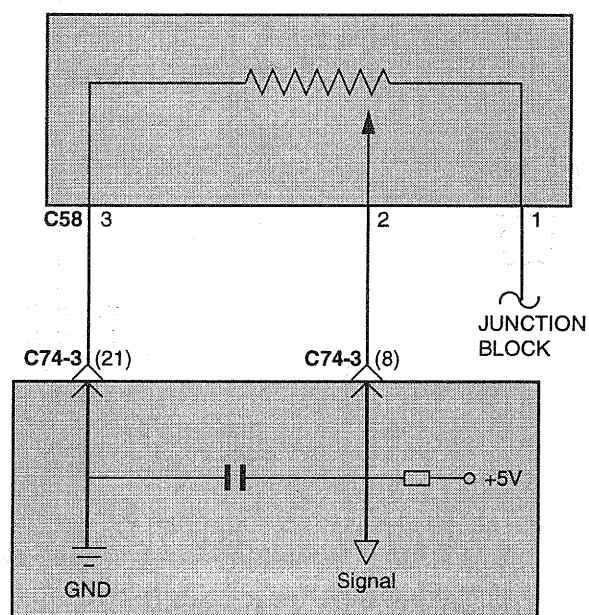 C58 3 2 1
JUNCTION
BLOCK
C74-3 (21) C74-3 (8)
+5V
GND
Signal